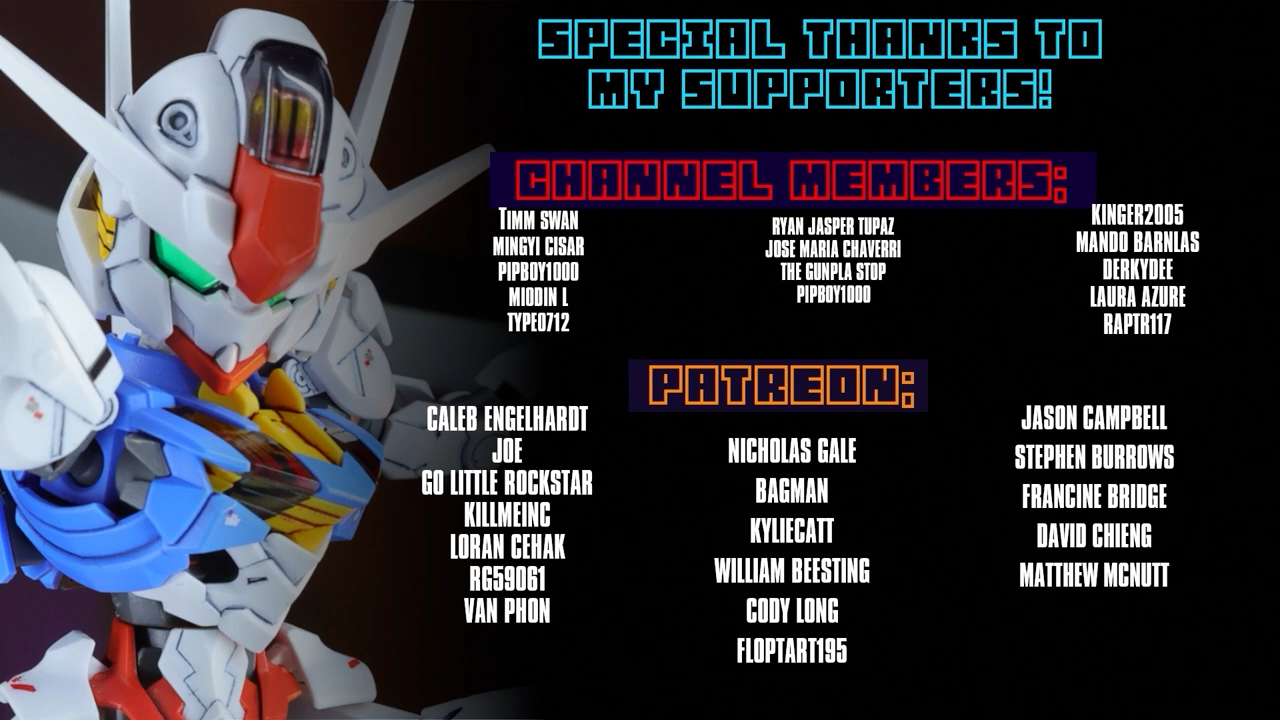 SPECIAL THANKS TO
MY SUPPORTERS!
CHANNEL MEMBERS:
TIMM SWAN
MINGYI CISAR
PIPBOY1000
MIODIN L
TYPE0712
RYAN JASPER TUPAZ
JOSE MARIA CHAVERRI
THE GUNPLA STOP
PIPBOY1000
KINGER2005
MANDO BARNLAS
DERKYDEE
LAURA AZURE
RAPTR117
PATREON:
CALEB ENGELHARDT
JOE
GO LITTLE ROCKSTAR
KILLMEINC
LORAN CEHAK
RG59061
VAN PHON
NICHOLAS GALE
BAGMAN
KYLIECATT
WILLIAM BEESTING
CODY LONG
FLOPTART195
JASON CAMPBELL
STEPHEN BURROWS
FRANCINE BRIDGE
DAVID CHIENG
MATTHEW MCNUTT